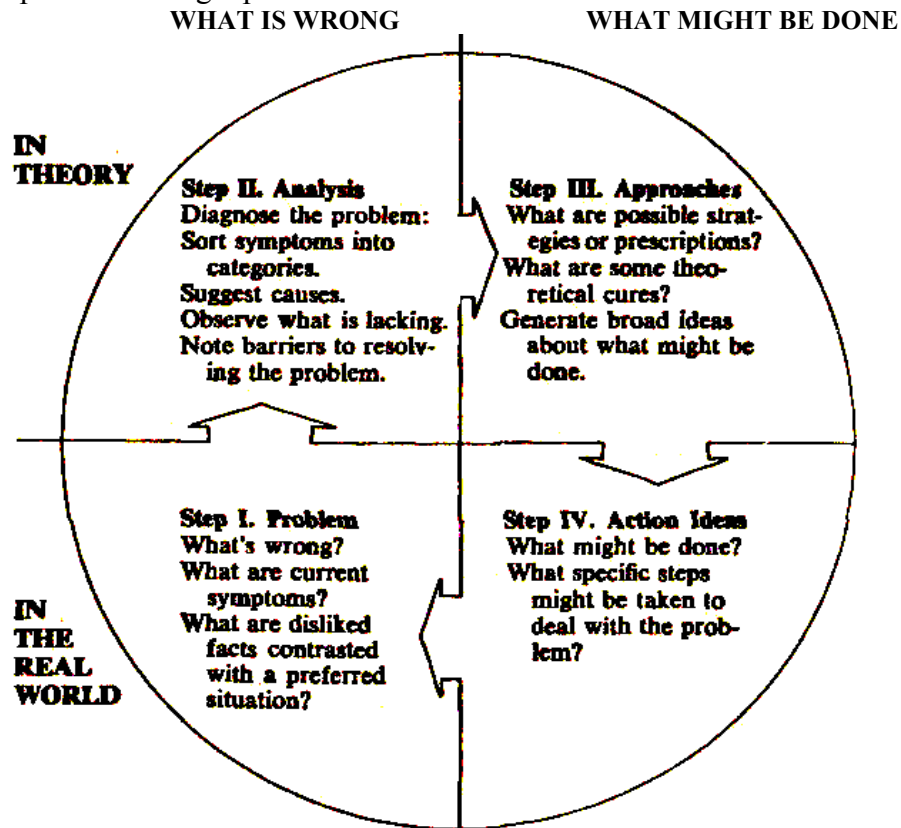 WHAT IS WRONG
WHAT MIGHT BE DONE
IN
THEORY
Step II. Analysis
Diagnose the problem:
Sort symptoms into
categories.
Suggest causes.
Observe what is lacking.
Note barriers to resolv-
ing the problem.
Step III. Approaches
What are possible strat-
egies or prescriptions?
What are some theo-
retical cures?
Generate broad ideas
about what might be
done.
IN
THE
REAL
WORLD
Step I. Problem
What's wrong?
What are current
symptoms?
What are disliked
facts contrasted
with a preferred
situation?
Step IV. Action Ideas
What might be done?
What specific steps
might be taken to
deal with the prob-
lem?